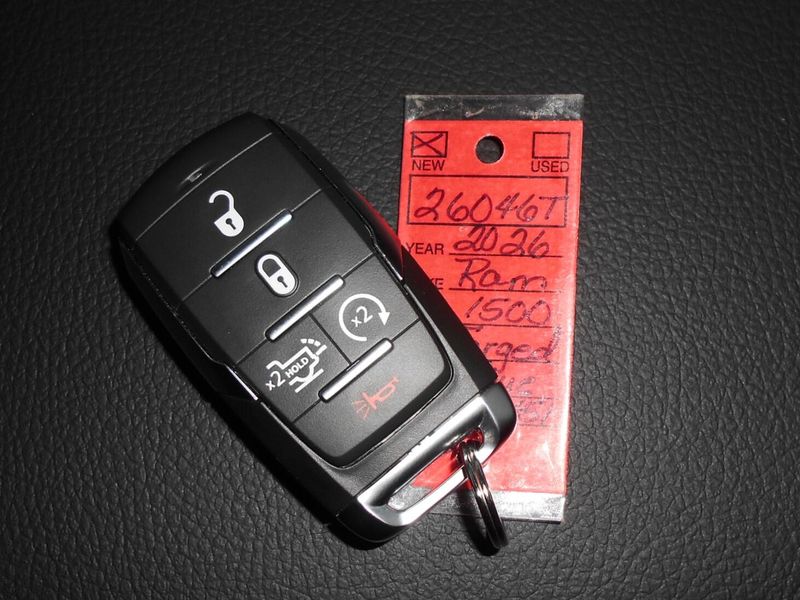 NEW USED
26046T
YEAR 2026
Ram
1500
x2
x2 HOLD